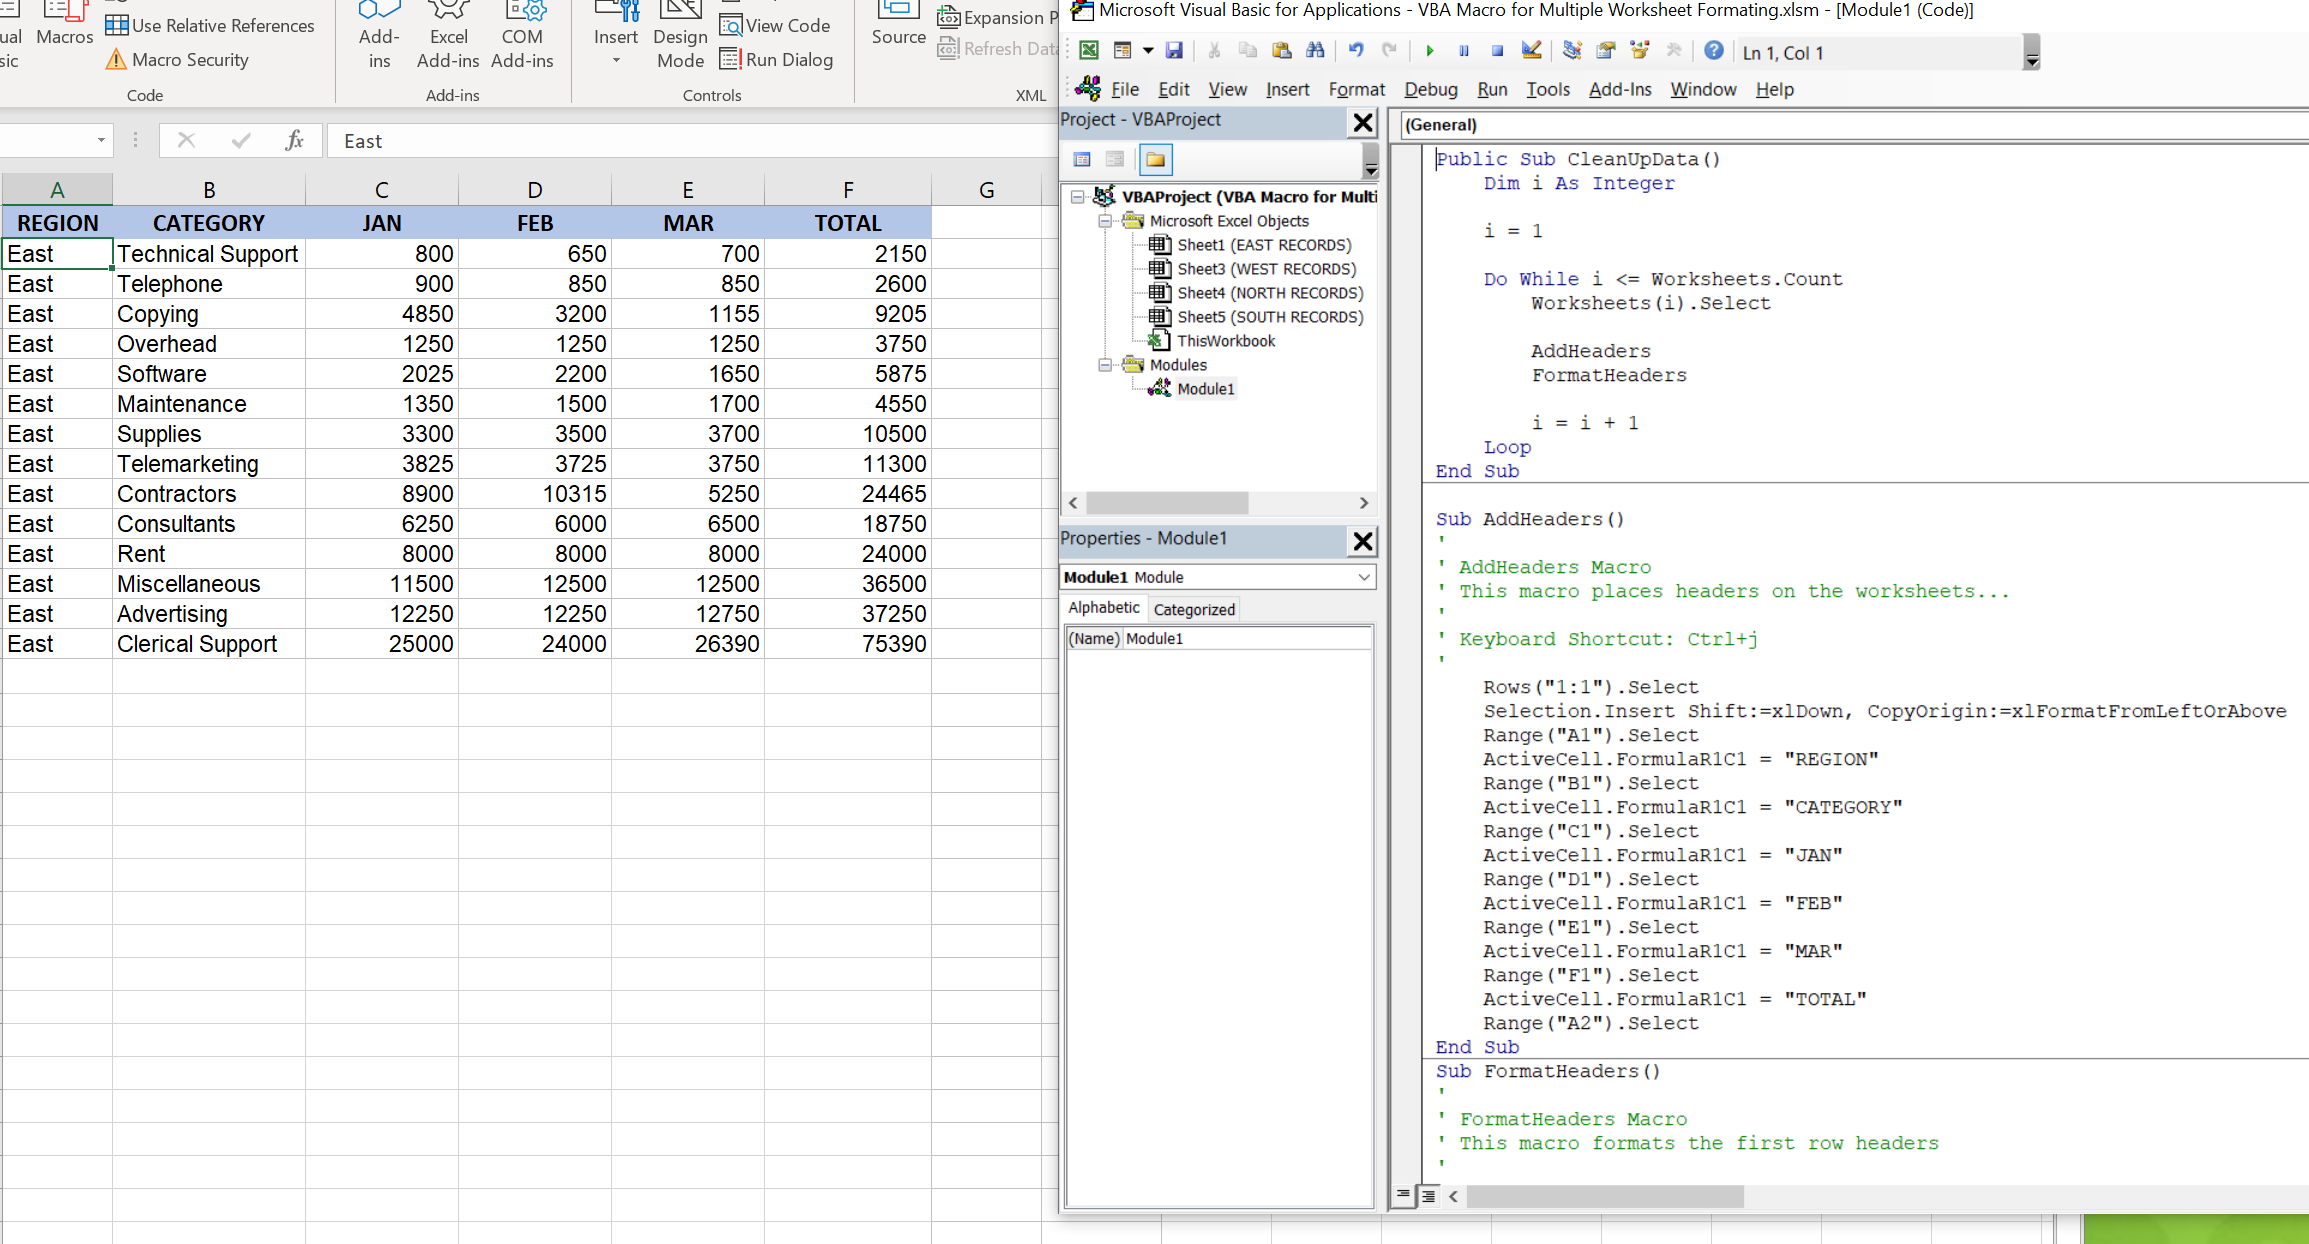 Use Relative References
Macros
Macro Security
Code
Add-
ins
Excel
Add-ins
COM
Add-ins
Add-ins
Insert
Design
Mode
View Code
Run Dialog
Controls
Source
Expansion P
Refresh Data
XML
fx
East
A B C D E F G
REGION CATEGORY JAN FEB MAR TOTAL
East Technical Support 800 650 700 2150
East Telephone 900 850 850 2600
East Copying 4850 3200 1155 9205
East Overhead 1250 1250 1250 3750
East Software 2025 2200 1650 5875
East Maintenance 1350 1500 1700 4550
East Supplies 3300 3500 3700 10500
East Telemarketing 3825 3725 3750 11300
East Contractors 8900 10315 5250 24465
East Consultants 6250 6000 6500 18750
East Rent 8000 8000 8000 24000
East Miscellaneous 11500 12500 12500 36500
East Advertising 12250 12250 12750 37250
East Clerical Support 25000 24000 26390 75390
Microsoft Visual Basic for Applications - VBA Macro for Multiple Worksheet Formating.xlsm - [Module1 (Code)]
Ln 1, Col 1
File Edit View Insert Format Debug Run Tools Add-Ins Window Help
Project - VBAProject
VBAProject (VBA Macro for Multi
Microsoft Excel Objects
Sheet1 (EAST RECORDS)
Sheet3 (WEST RECORDS)
Sheet4 (NORTH RECORDS)
Sheet5 (SOUTH RECORDS)
ThisWorkbook
Modules
Module1
Properties - Module1
Module1 Module
Alphabetic Categorized
(Name) Module1
(General)
Public Sub CleanUpData()
Dim i As Integer
i = 1
Do While i <= Worksheets.Count
Worksheets(i).Select
AddHeaders
FormatHeaders
i = i + 1
Loop
End Sub
Sub AddHeaders()
'
' AddHeaders Macro
' This macro places headers on the worksheets...
'
' Keyboard Shortcut: Ctrl+j
'
Rows("1:1").Select
Selection.Insert Shift:=xlDown, CopyOrigin:=xlFormatFromLeftOrAbove
Range("A1").Select
ActiveCell.FormulaR1C1 = "REGION"
Range("B1").Select
ActiveCell.FormulaR1C1 = "CATEGORY"
Range("C1").Select
ActiveCell.FormulaR1C1 = "JAN"
Range("D1").Select
ActiveCell.FormulaR1C1 = "FEB"
Range("E1").Select
ActiveCell.FormulaR1C1 = "MAR"
Range("F1").Select
ActiveCell.FormulaR1C1 = "TOTAL"
Range("A2").Select
End Sub
Sub FormatHeaders()
'
' FormatHeaders Macro
' This macro formats the first row headers
'